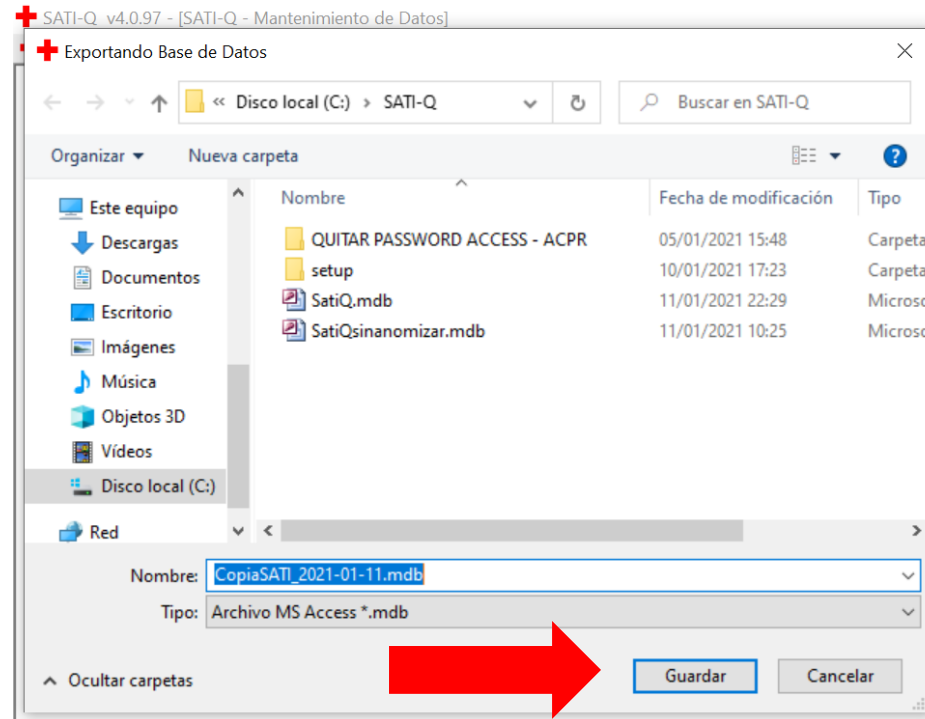 SATI-Q v4.0.97 - [SATI-Q - Mantenimiento de Datos]
Exportando Base de Datos
« Disco local (C:) › SATI-Q
Buscar en SATI-Q
Organizar
Nueva carpeta
Nombre
Fecha de modificación
Tipo
Este equipo
Descargas
Documentos
Escritorio
Imágenes
Música
Objetos 3D
Vídeos
Disco local (C:)
Red
QUITAR PASSWORD ACCESS - ACPR 05/01/2021 15:48 Carpeta
setup 10/01/2021 17:23 Carpeta
SatiQ.mdb 11/01/2021 22:29 Microso
SatiQsinanomizar.mdb 11/01/2021 10:25 Microso
Nombre: CopiaSATI_2021-01-11.mdb
Tipo: Archivo MS Access *.mdb
Ocultar carpetas
Guardar
Cancelar